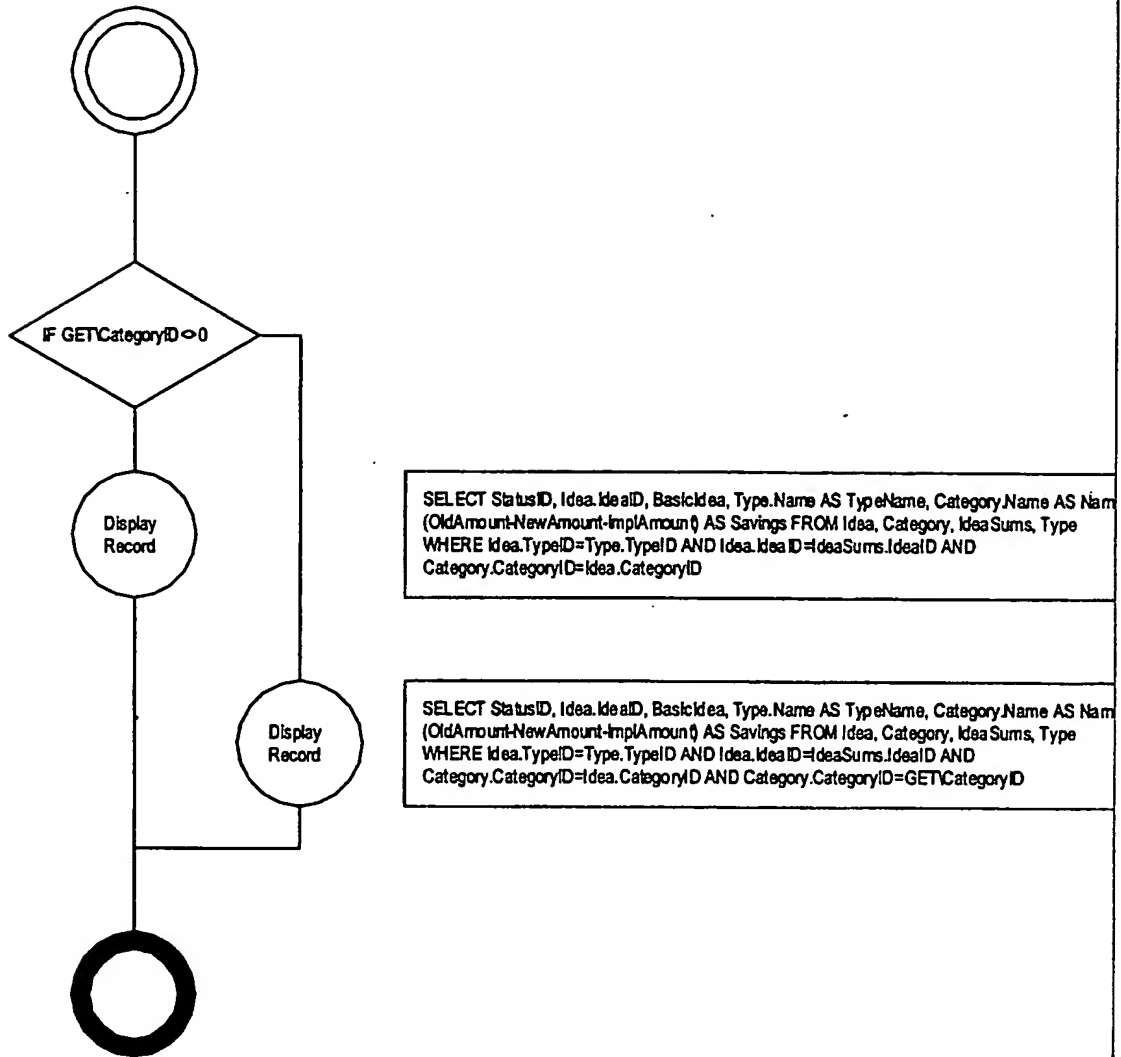 IF GET\CategoryID<>0
Display
Record
SELECT StatusID, Idea.IdeaID, BasicIdea, Type.Name AS TypeName, Category.Name AS Nam
(OldAmount-NewAmount-ImplAmount) AS Savings FROM Idea, Category, IdeaSums, Type
WHERE Idea.TypeID=Type.TypeID AND Idea.IdeaID=IdeaSums.IdeaID AND
Category.CategoryID=Idea.CategoryID
Display
Record
SELECT StatusID, Idea.IdeaID, BasicIdea, Type.Name AS TypeName, Category.Name AS Nam
(OldAmount-NewAmount-ImplAmount) AS Savings FROM Idea, Category, IdeaSums, Type
WHERE Idea.TypeID=Type.TypeID AND Idea.IdeaID=IdeaSums.IdeaID AND
Category.CategoryID=Idea.CategoryID AND Category.CategoryID=GET\CategoryID